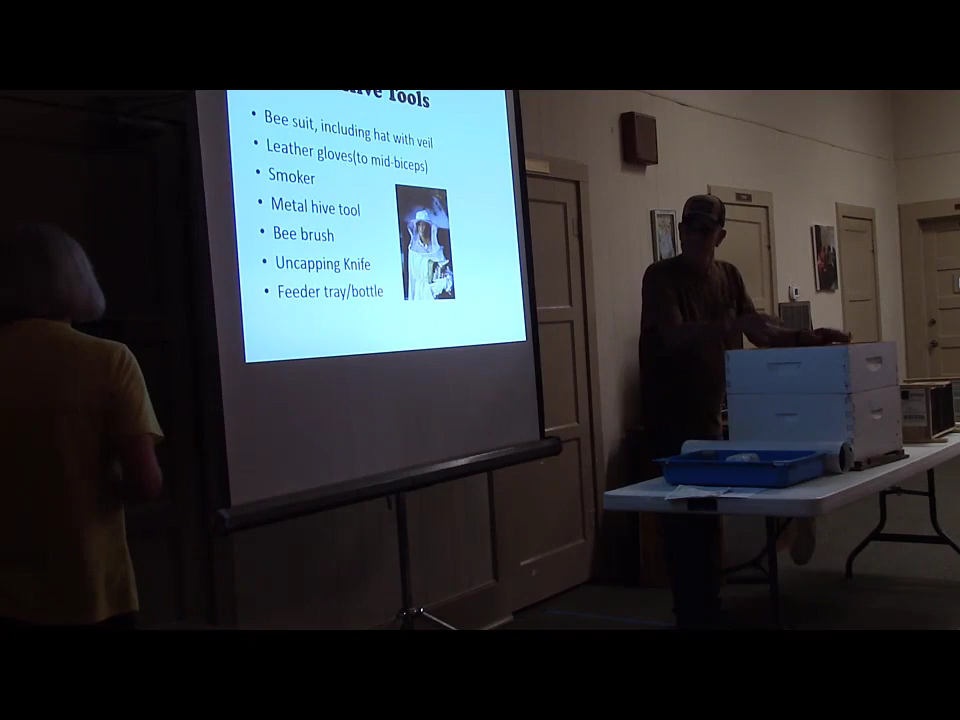 Tools
• Bee suit, including hat with veil
• Leather gloves(to mid-biceps)
• Smoker
• Metal hive tool
• Bee brush
• Uncapping Knife
• Feeder tray/bottle